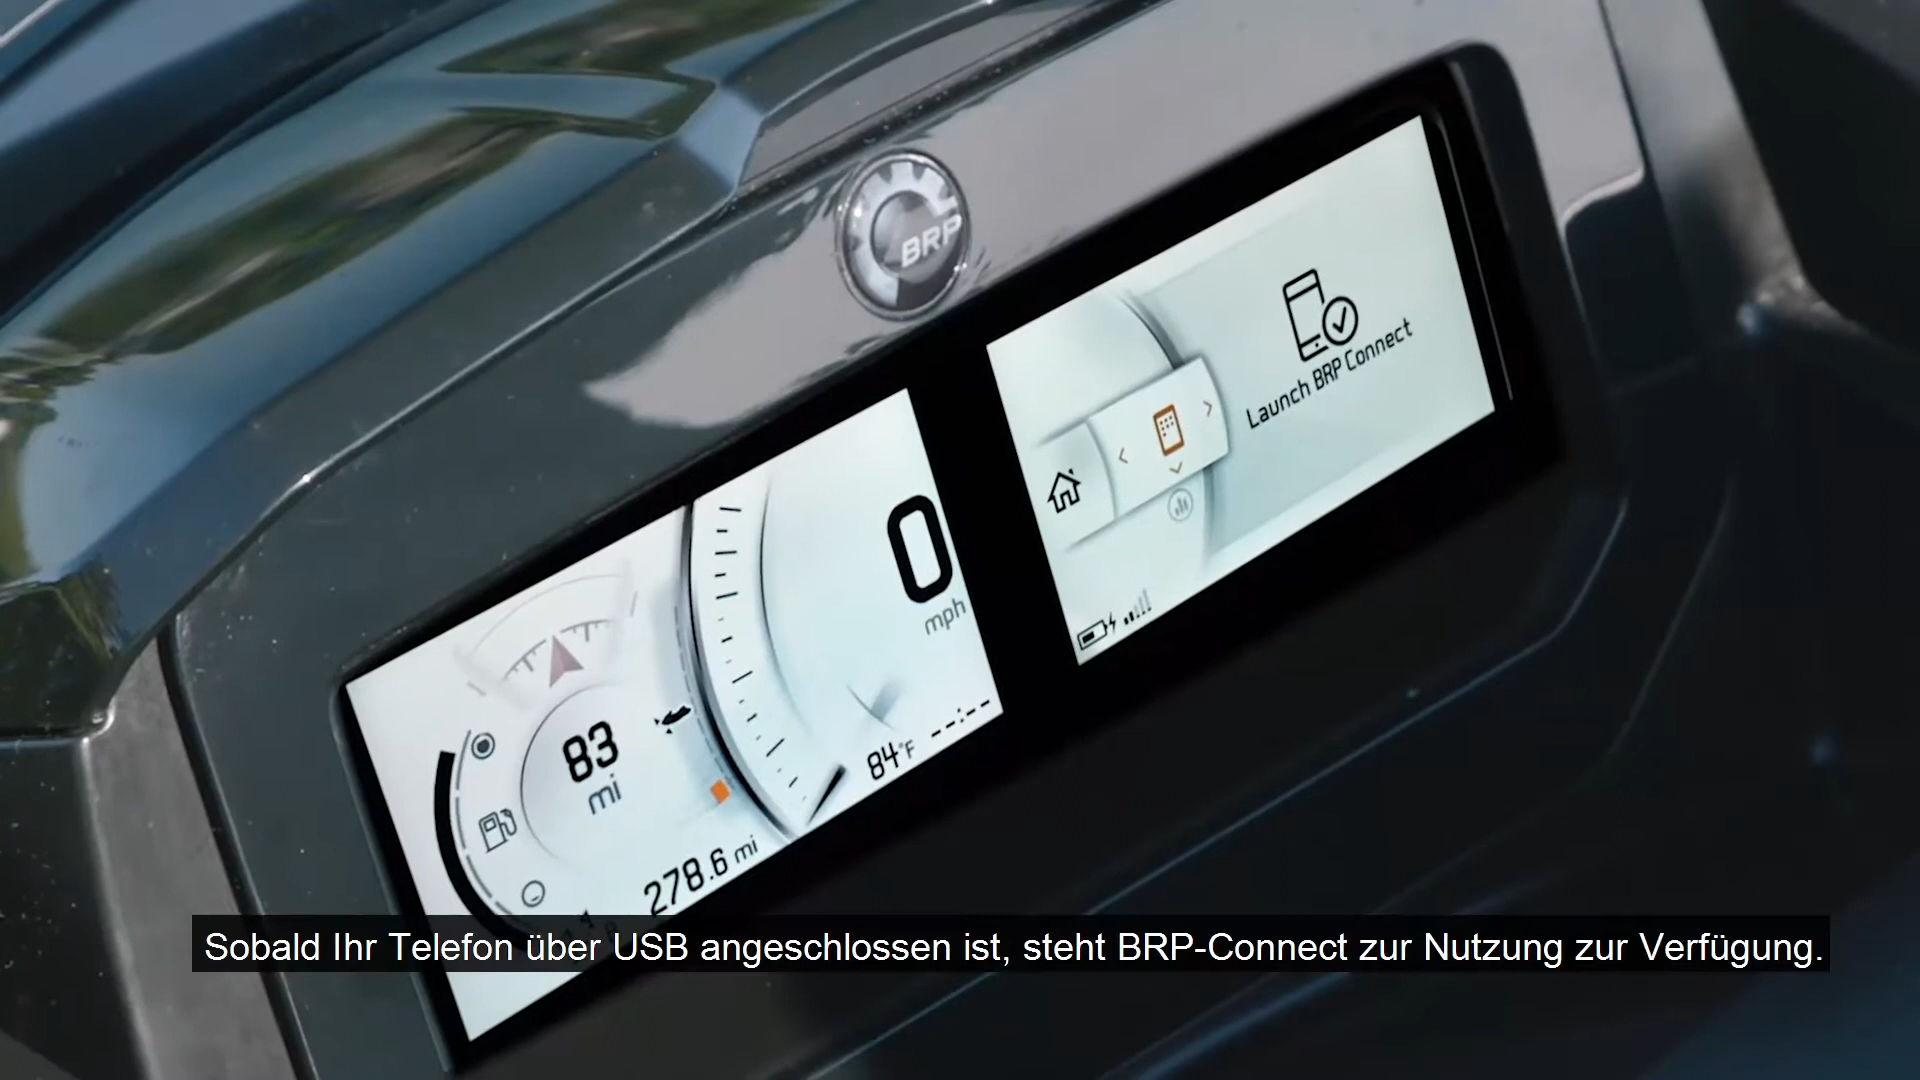 BRP
Launch BRP Connect
0
mph
83
mi
84°F
--:--
278.6 mi
Sobald Ihr Telefon über USB angeschlossen ist, steht BRP-Connect zur Nutzung zur Verfügung.